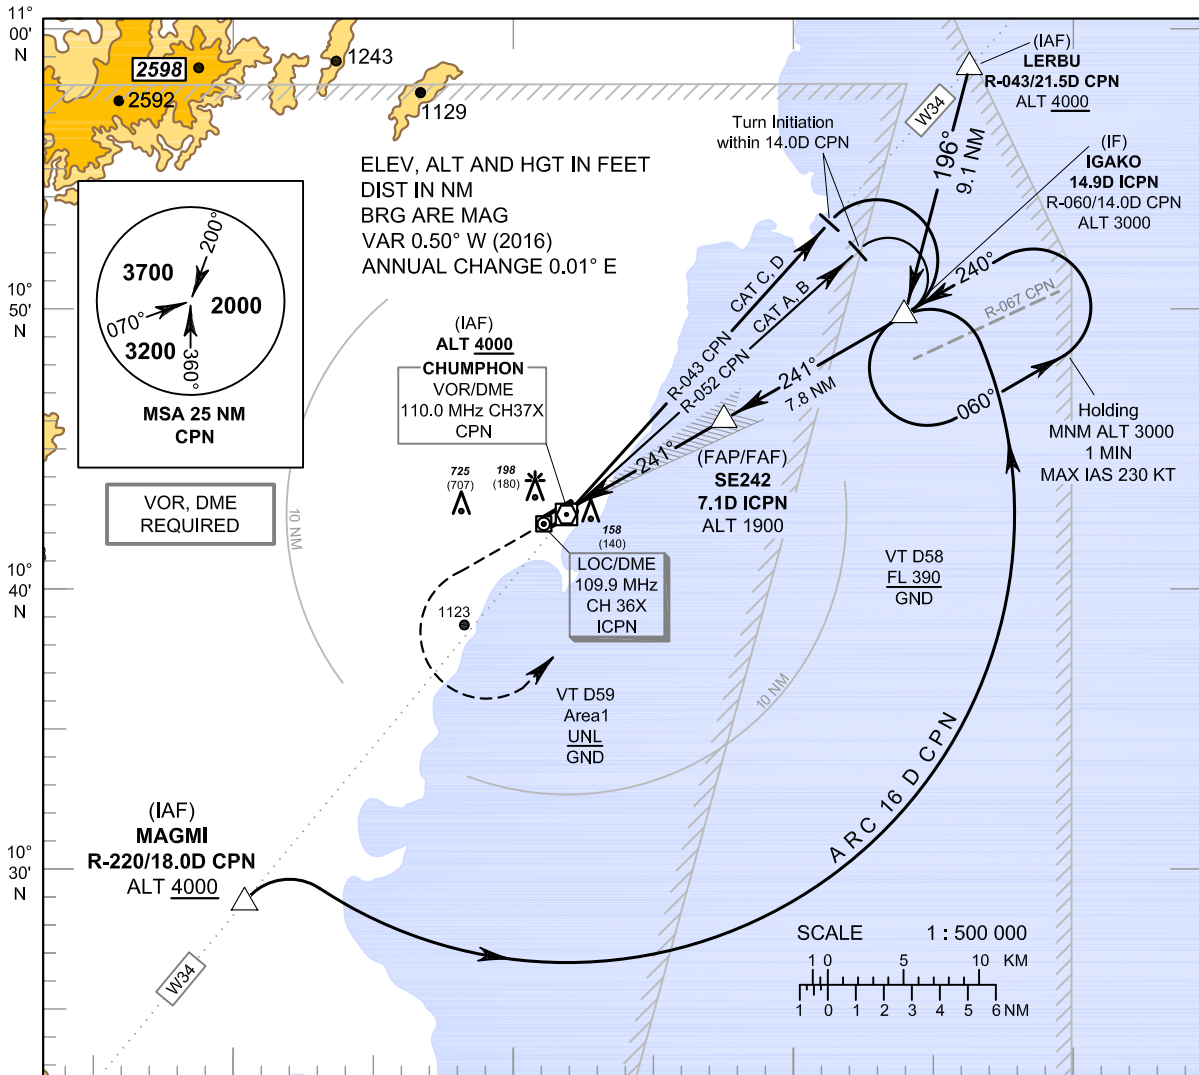 11°
00'
N
2598
2592
1243
1129
(IAF)
LERBU
R-043/21.5D CPN
ALT 4000
W34
Turn Initiation
within 14.0D CPN
196°
9.1 NM
(IF)
IGAKO
14.9D ICPN
R-060/14.0D CPN
ALT 3000
ELEV, ALT AND HGT IN FEET
DIST IN NM
BRG ARE MAG
VAR 0.50° W (2016)
ANNUAL CHANGE 0.01° E
200°
3700
2000
070°
3200
360°
MSA 25 NM
CPN
10°
50'
N
CAT C, D
CAT A, B
R-043 CPN
R-052 CPN
240°
R-067 CPN
060°
241°
7.8 NM
241°
(IAF)
ALT 4000
CHUMPHON
VOR/DME
110.0 MHz CH37X
CPN
Holding
MNM ALT 3000
1 MIN
MAX IAS 230 KT
(FAP/FAF)
SE242
7.1D ICPN
ALT 1900
VOR, DME
REQUIRED
10 NM
725
(707)
198
(180)
158
(140)
LOC/DME
109.9 MHz
CH 36X
ICPN
VT D58
FL 390
GND
10°
40'
N
1123
VT D59
Area1
UNL
GND
10 NM
ARC 16 D CPN
(IAF)
MAGMI
R-220/18.0D CPN
ALT 4000
10°
30'
N
W34
SCALE 1 : 500 000
1 0 5 10 KM
1 0 1 2 3 4 5 6 NM